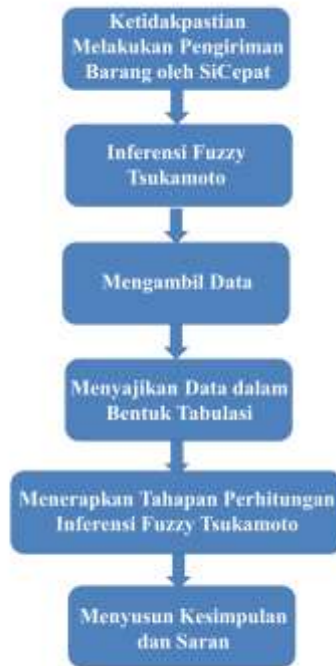 Ketidakpastian
Melakukan Pengiriman
Barang oleh SiCepat
Inferensi Fuzzy
Tsukamoto
Mengambil Data
Menyajikan Data dalam
Bentuk Tabulasi
Menerapkan Tahapan Perhitungan
Inferensi Fuzzy Tsukamoto
Menyusun Kesimpulan
dan Saran